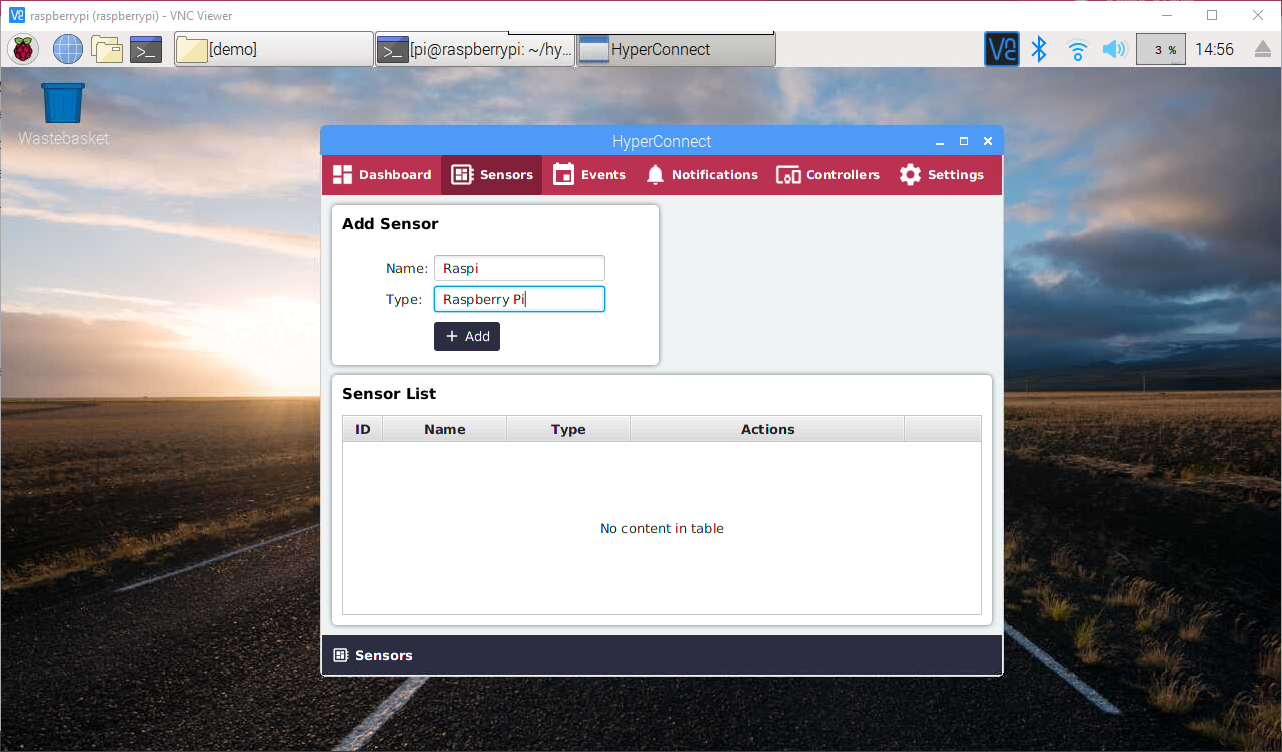 raspberrypi (raspberrypi) - VNC Viewer
[demo]
[pi@raspberrypi: ~/hy...
HyperConnect
3 %
14:56
Wastebasket
HyperConnect
Dashboard
Sensors
Events
Notifications
Controllers
Settings
Add Sensor
Name: Raspi
Type: Raspberry Pi
+ Add
Sensor List
ID Name Type Actions
No content in table
Sensors